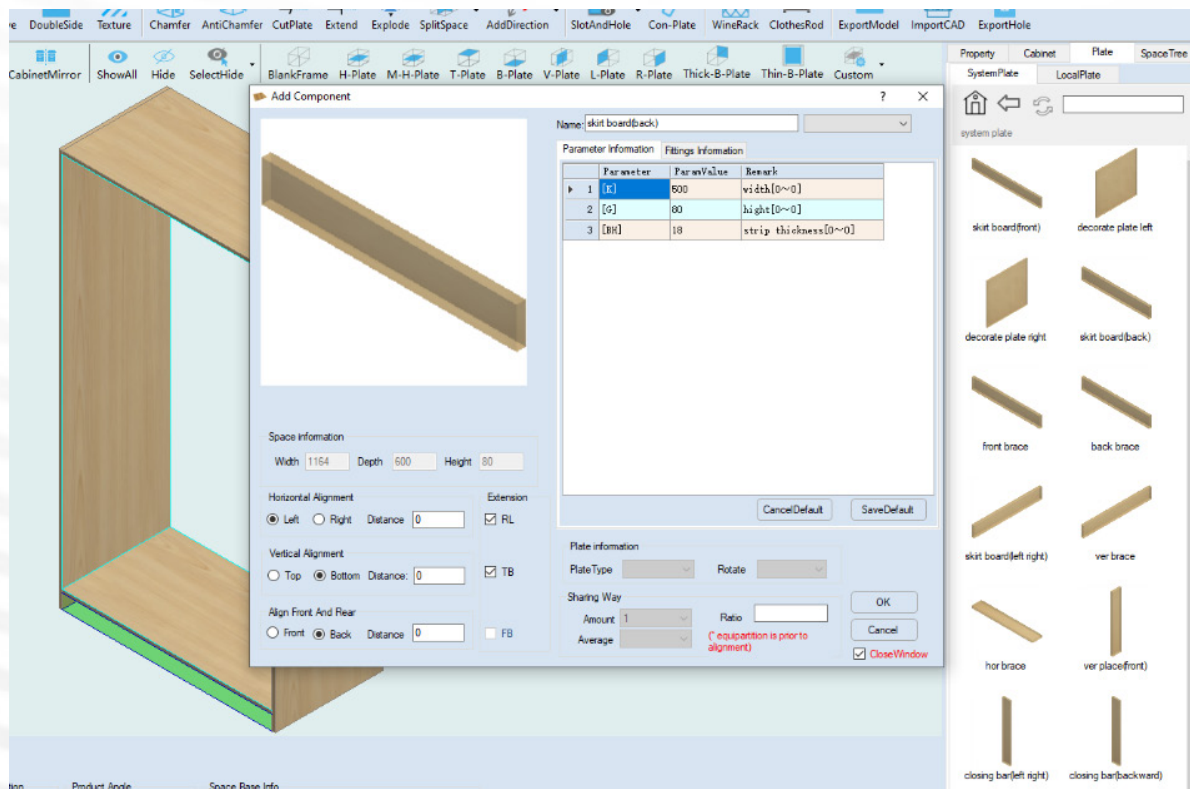 DoubleSide Texture Chamfer AntiChamfer CutPlate Extend Explode SplitSpace AddDirection SlotAndHole Con-Plate WineRack ClothesRod ExportModel ImportCAD ExportHole
CabinetMirror ShowAll Hide SelectHide BlankFrame H-Plate M-H-Plate T-Plate B-Plate V-Plate L-Plate R-Plate Thick-B-Plate Thin-B-Plate Custom
Property Cabinet Plate SpaceTree
SystemPlate LocalPlate
system plate
skirt board(front) decorate plate left
decorate plate right skirt board(back)
front brace back brace
skirt board(left right) ver brace
hor brace ver place(front)
closing bar(left right) closing bar(backward)
Add Component ? X
Name: skirt board(back)
Parameter Information Fittings Information
Parameter ParamValue Remark
1 [K] 500 width[0~0]
2 [G] 80 hight[0~0]
3 [BH] 18 strip thickness[0~0]
CancelDefault SaveDefault
Space information
Width 1164 Depth 600 Height 80
Horizontal Alignment Extension
Left Right Distance 0 RL
Vertical Alignment
Top Bottom Distance: 0 TB
Align Front And Rear
Front Back Distance 0 FB
Plate information
PlateType Rotate
Sharing Way
Amount 1 Ratio
Average (* equipartition is prior to
alignment)
OK
Cancel
CloseWindow
Product Angle Space Base Info